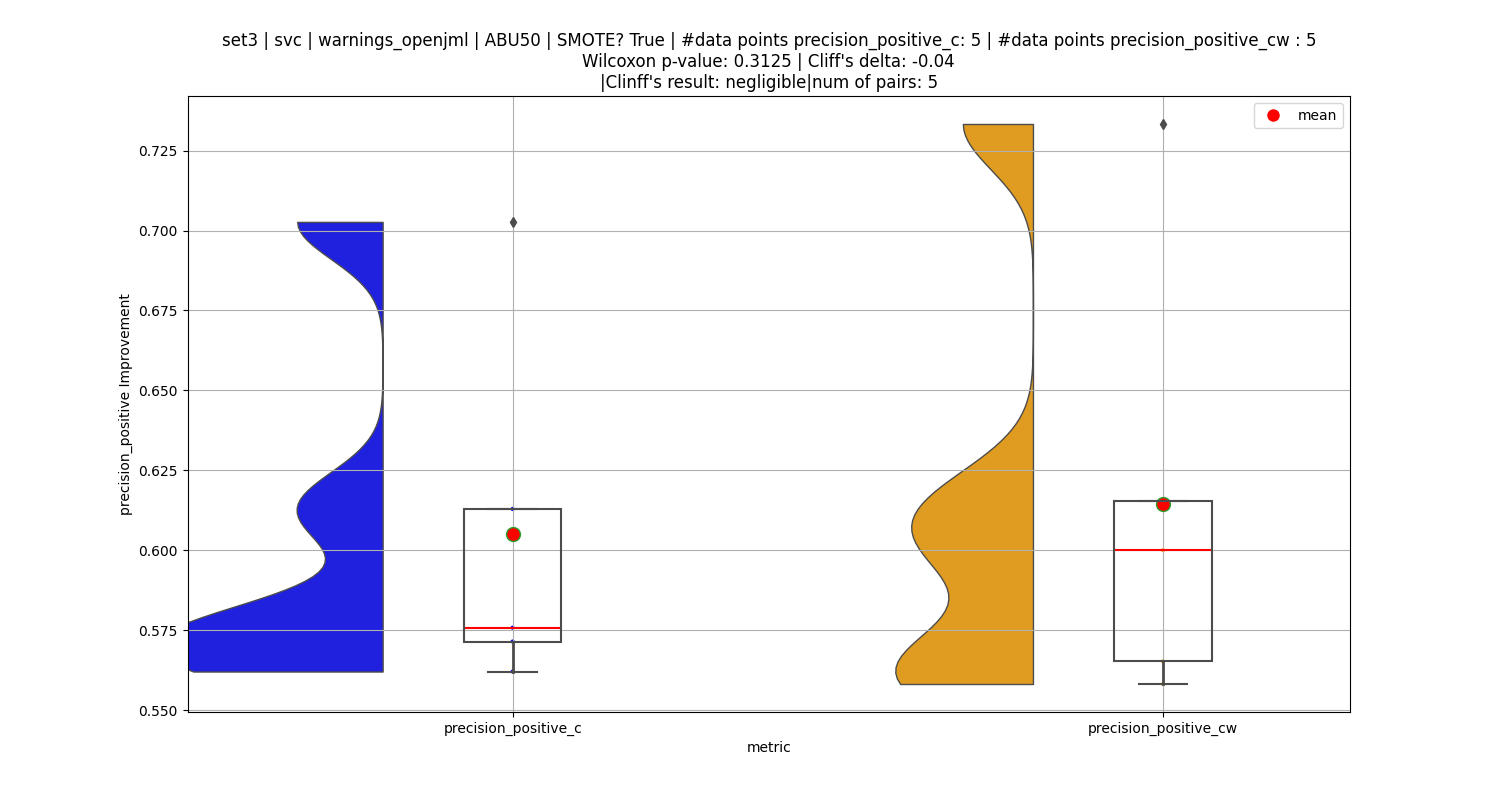 set3 | svc | warnings_openjml | ABU50 | SMOTE? True | #data points precision_positive_c: 5 | #data points precision_positive_cw : 5
Wilcoxon p-value: 0.3125 | Cliff's delta: -0.04
|Clinff's result: negligible|num of pairs: 5
mean
0.725
0.700
0.675
0.650
0.625
0.600
0.575
0.550
precision_positive Improvement
precision_positive_c
precision_positive_cw
metric